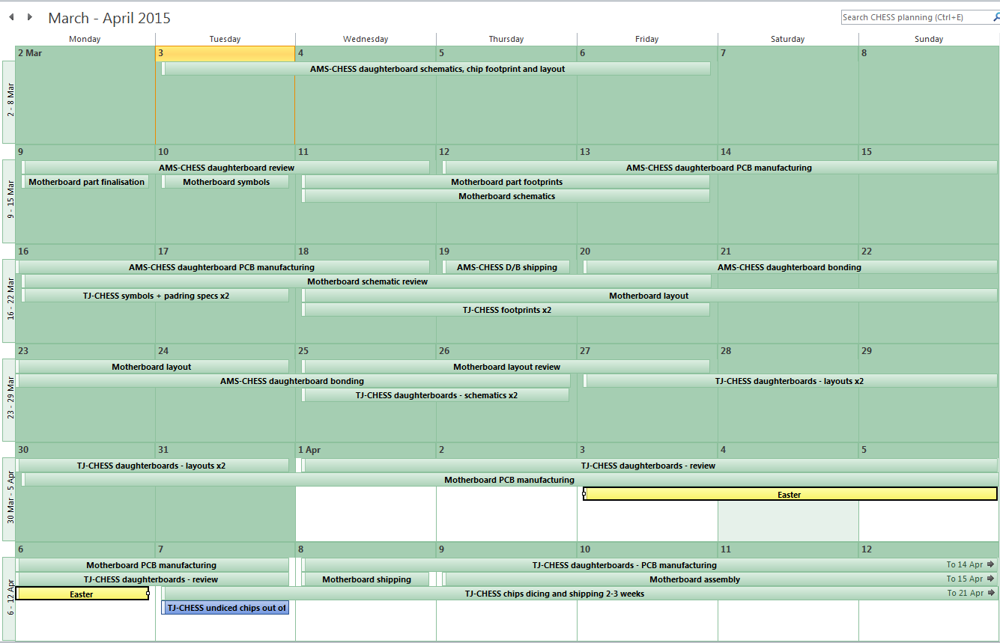 March - April 2015
Search CHESS planning (Ctrl+E)
Monday Tuesday Wednesday Thursday Friday Saturday Sunday
2 - 8 Mar
2 Mar 3 4 5 6 7 8
AMS-CHESS daughterboard schematics, chip footprint and layout
9 - 15 Mar
9 10 11 12 13 14 15
AMS-CHESS daughterboard review AMS-CHESS daughterboard PCB manufacturing
Motherboard part finalisation Motherboard symbols Motherboard part footprints
Motherboard schematics
16 - 22 Mar
16 17 18 19 20 21 22
AMS-CHESS daughterboard PCB manufacturing AMS-CHESS D/B shipping AMS-CHESS daughterboard bonding
Motherboard schematic review
TJ-CHESS symbols + padring specs x2 Motherboard layout
TJ-CHESS footprints x2
23 - 29 Mar
23 24 25 26 27 28 29
Motherboard layout Motherboard layout review
AMS-CHESS daughterboard bonding TJ-CHESS daughterboards - layouts x2
TJ-CHESS daughterboards - schematics x2
30 Mar - 5 Apr
30 31 1 Apr 2 3 4 5
TJ-CHESS daughterboards - layouts x2 TJ-CHESS daughterboards - review
Motherboard PCB manufacturing
Easter
6 - 12 Apr
6 7 8 9 10 11 12
Motherboard PCB manufacturing TJ-CHESS daughterboards - PCB manufacturing To 14 Apr
TJ-CHESS daughterboards - review Motherboard shipping Motherboard assembly To 15 Apr
Easter TJ-CHESS chips dicing and shipping 2-3 weeks To 21 Apr
TJ-CHESS undiced chips out of